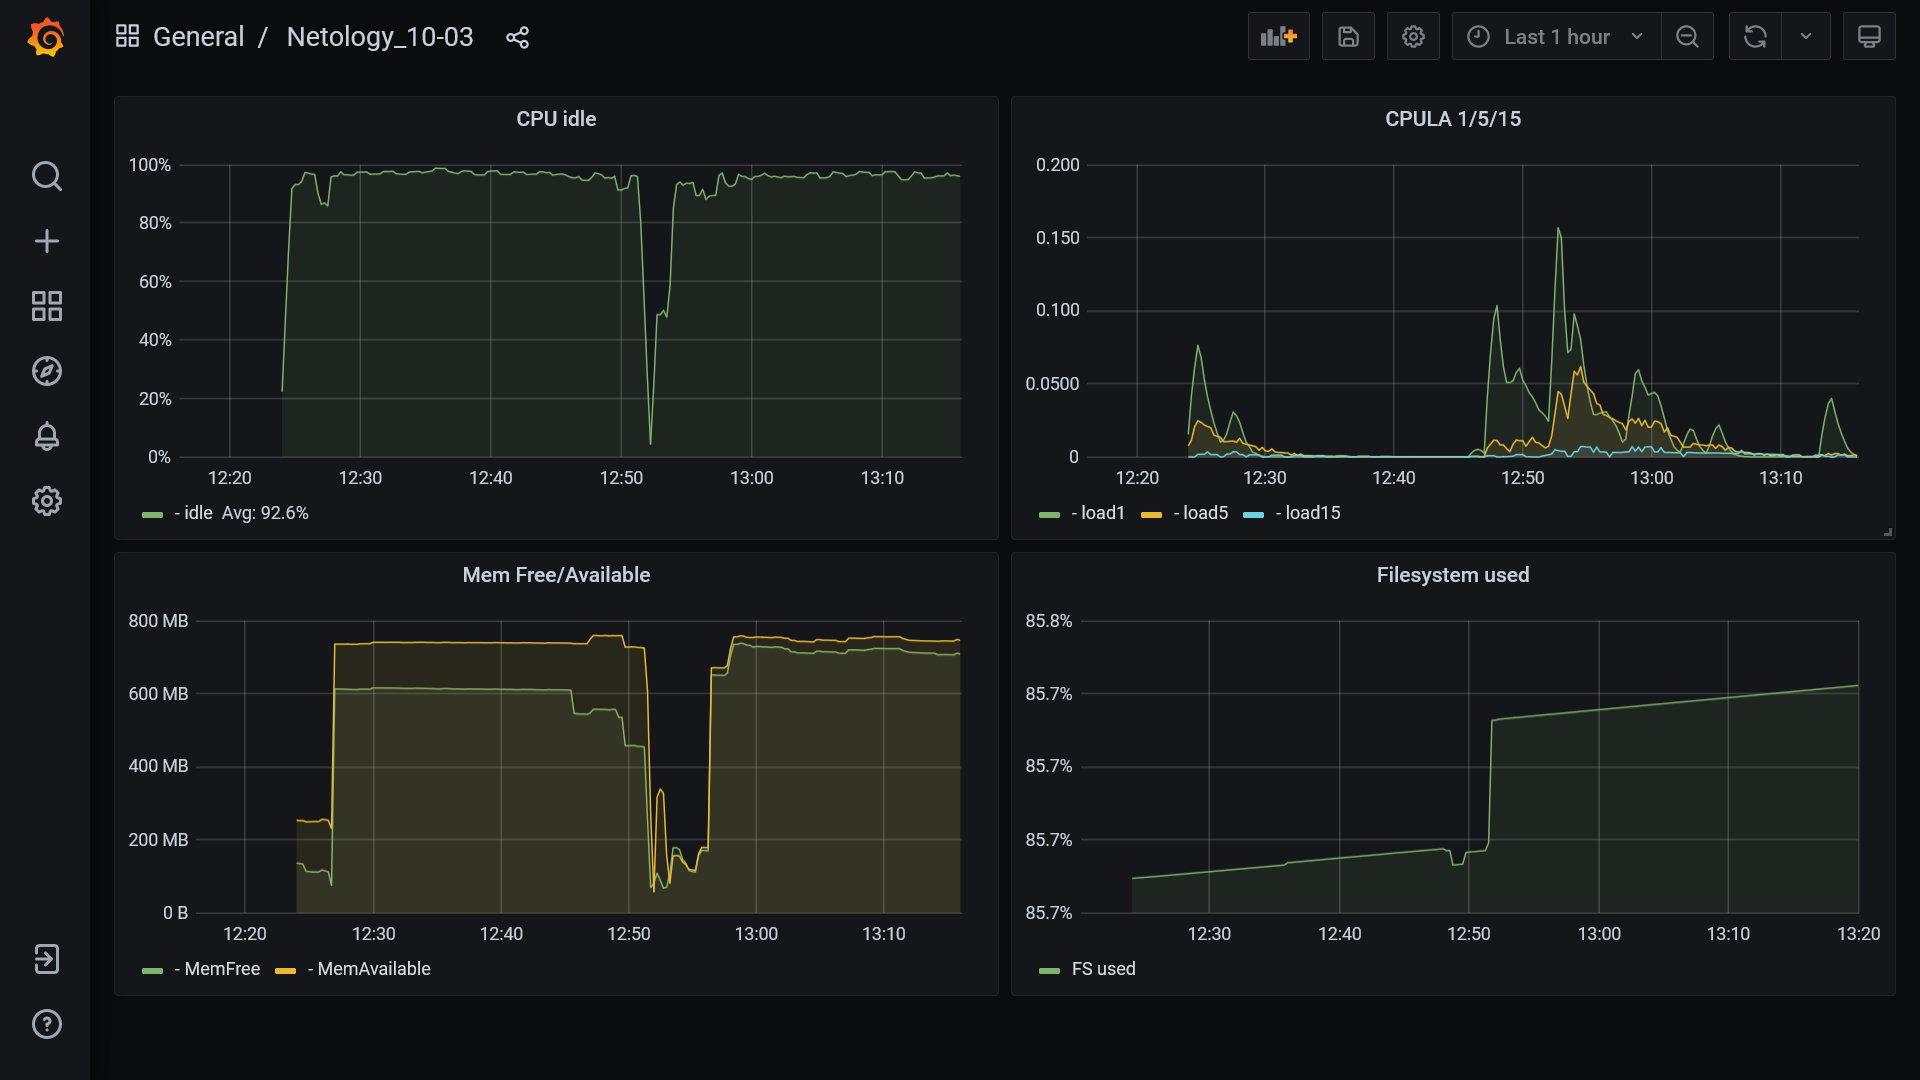 General / Netology_10-03
Last 1 hour
CPU idle
100%
80%
60%
40%
20%
0%
12:20 12:30 12:40 12:50 13:00 13:10
- idle Avg: 92.6%
CPULA 1/5/15
0.200
0.150
0.100
0.0500
0
12:20 12:30 12:40 12:50 13:00 13:10
- load1 - load5 - load15
Mem Free/Available
800 MB
600 MB
400 MB
200 MB
0 B
12:20 12:30 12:40 12:50 13:00 13:10
- MemFree - MemAvailable
Filesystem used
85.8%
85.7%
85.7%
85.7%
85.7%
12:30 12:40 12:50 13:00 13:10 13:20
FS used